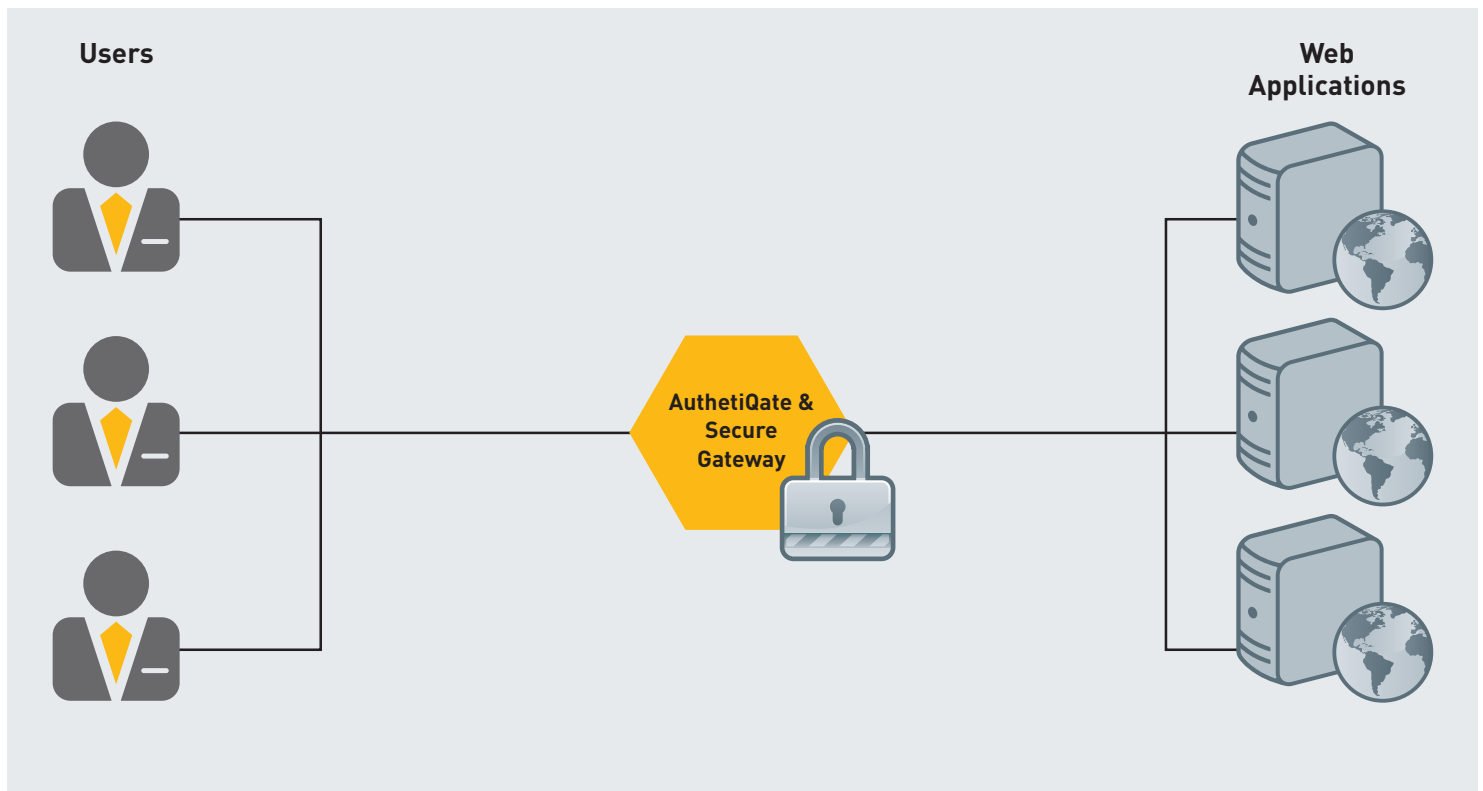 Users
Web
Applications
AuthetiQate &
Secure
Gateway